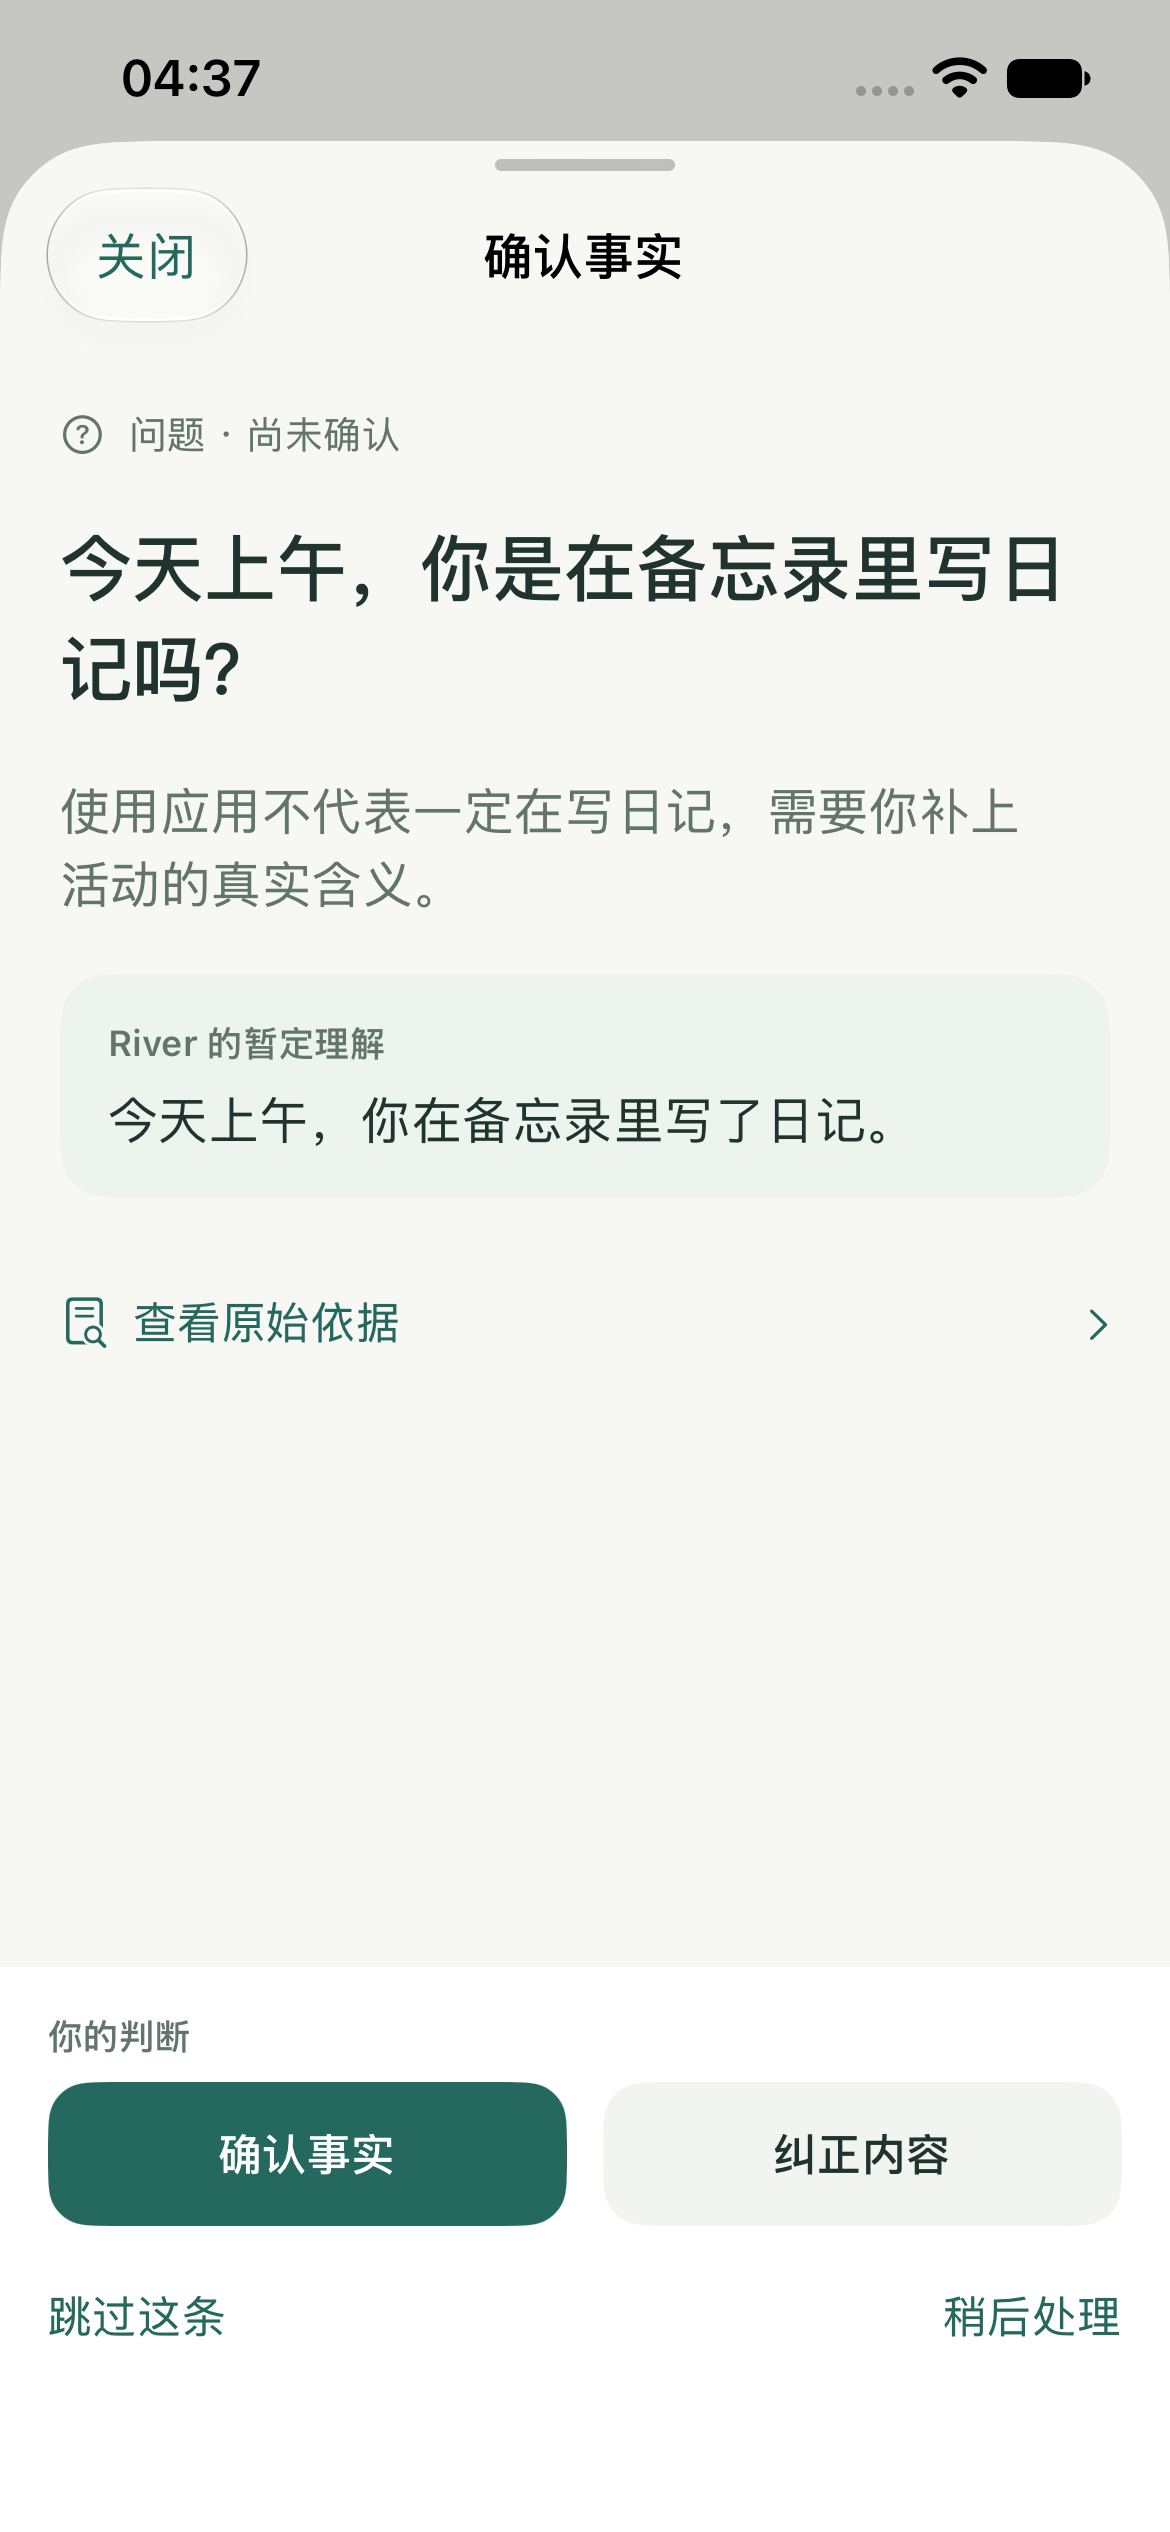 04:37
关闭
确认事实
? 问题 · 尚未确认
今天上午，你是在备忘录里写日
记吗?
使用应用不代表一定在写日记，需要你补上
活动的真实含义。
River 的暂定理解
今天上午，你在备忘录里写了日记。
查看原始依据
你的判断
确认事实
纠正内容
跳过这条
稍后处理